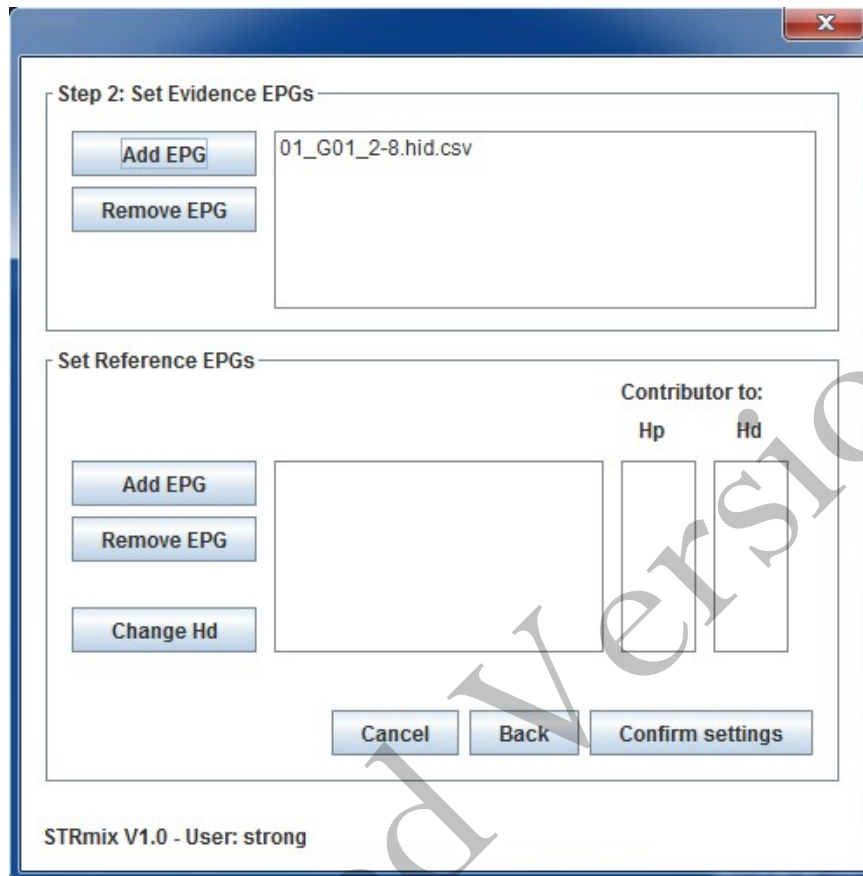 X
Step 2: Set Evidence EPGs
Add EPG
01_G01_2-8.hid.csv
Remove EPG
Set Reference EPGs
Contributor to:
Hp Hd
Add EPG
Remove EPG
Change Hd
Cancel Back Confirm settings
STRmix V1.0 - User: strong
d Versio